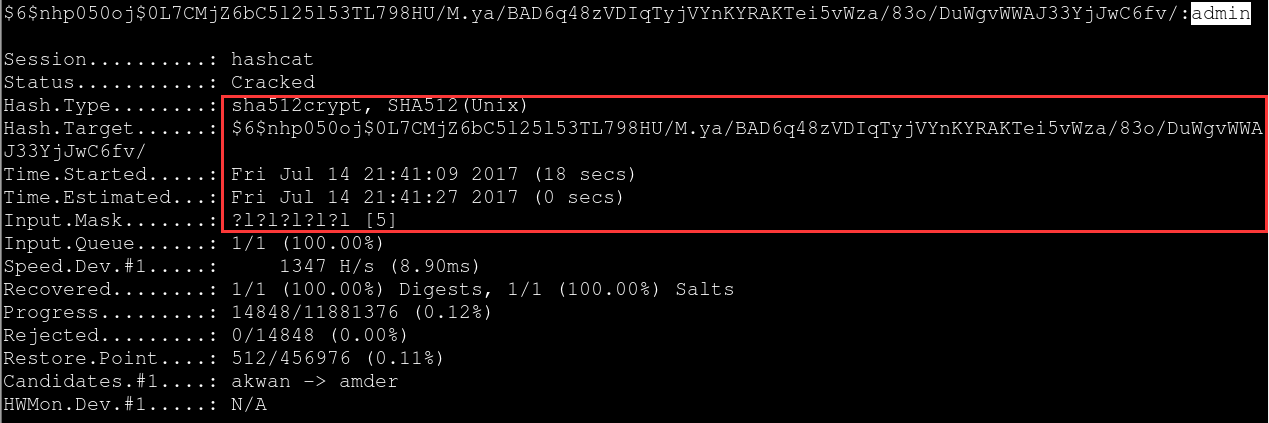 $6$nhp050oj$0L7CMjZ6bC5l25l53TL798HU/M.ya/BAD6q48zVDIqTyjVYnKYRAKTei5vWza/83o/DuWgvWWAJ33YjJwC6fv/:admin
Session..........: hashcat
Status...........: Cracked
Hash.Type........: sha512crypt, SHA512(Unix)
Hash.Target......: $6$nhp050oj$0L7CMjZ6bC5l25l53TL798HU/M.ya/BAD6q48zVDIqTyjVYnKYRAKTei5vWza/83o/DuWgvWWA
J33YjJwC6fv/
Time.Started.....: Fri Jul 14 21:41:09 2017 (18 secs)
Time.Estimated...: Fri Jul 14 21:41:27 2017 (0 secs)
Input.Mask.......: ?l?l?l?l?l [5]
Input.Queue......: 1/1 (100.00%)
Speed.Dev.#1.....:    1347 H/s (8.90ms)
Recovered........: 1/1 (100.00%) Digests, 1/1 (100.00%) Salts
Progress.........: 14848/11881376 (0.12%)
Rejected.........: 0/14848 (0.00%)
Restore.Point....: 512/456976 (0.11%)
Candidates.#1....: akwan -> amder
HWMon.Dev.#1.....: N/A